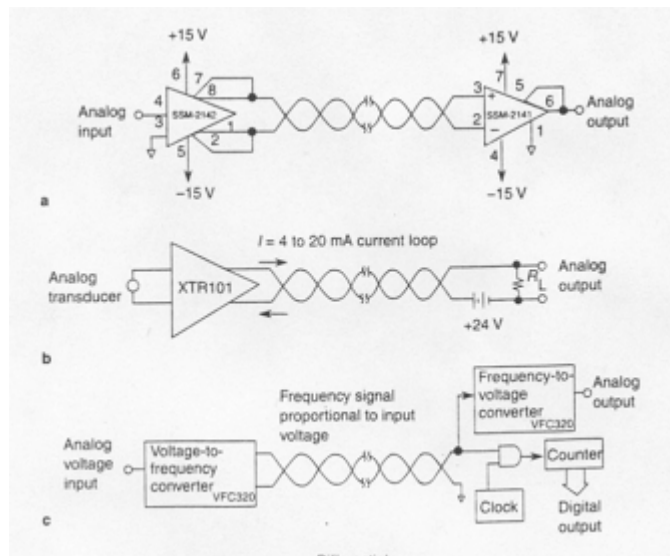 +15 V
+15 V
6
7
8
7
5
Analog
input
4
3
SSM-2142
1
2
5
3
+
2
−
SSM-2141
6
1
4
Analog
output
−15 V
−15 V
a
I = 4 to 20 mA current loop
Analog
transducer
XTR101
RL
Analog
output
+24 V
b
Frequency signal
proportional to input
voltage
Frequency-to-
voltage
converter
VFC320
Analog
output
Analog
voltage
input
Voltage-to-
frequency
converter
VFC320
Counter
Clock
Digital
output
c